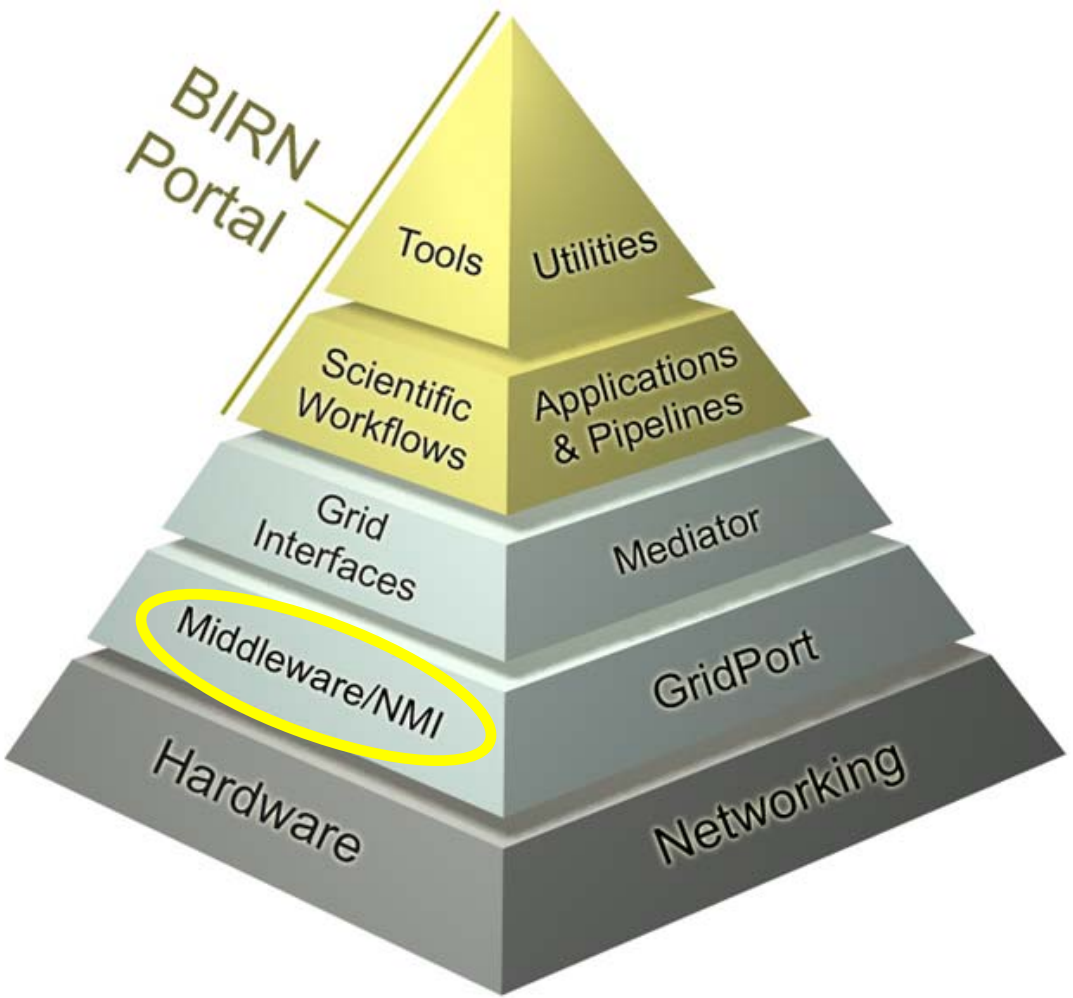 BIRN
Portal
Tools
Utilities
Scientific
Workflows
Applications
& Pipelines
Grid
Interfaces
Mediator
Middleware/NMI
GridPort
Hardware
Networking